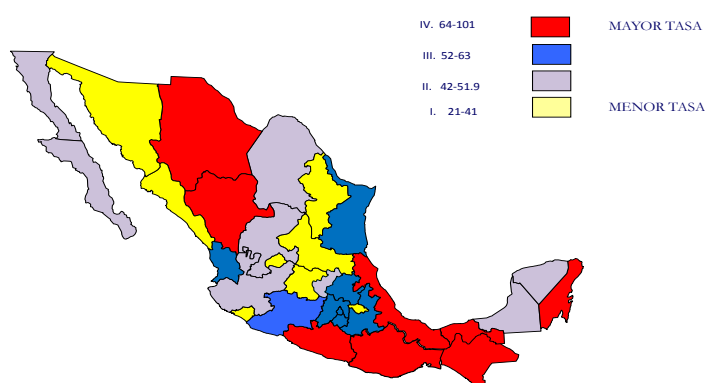 IV. 64-101 MAYOR TASA
III. 52-63
II. 42-51.9
I. 21-41 MENOR TASA